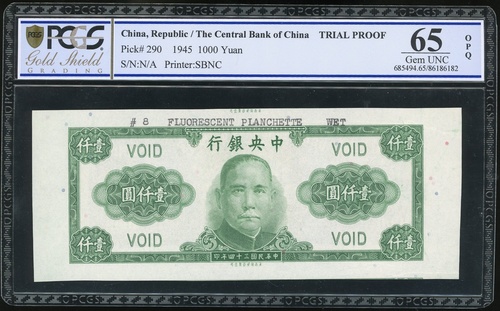 PCGS
Gold Shield
GRADING
China, Republic / The Central Bank of China TRIAL PROOF
Pick# 290 1945 1000 Yuan
S/N:N/A Printer:SBNC
65
OPQ
Gem UNC
685494.65/86186182
# 8 FLUORESCENT PLANCHETTE WET
壹仟 行銀央中 壹仟
VOID VOID
圓仟壹 圓仟壹
VOID VOID
壹仟 印年四十三國民華中 壹仟